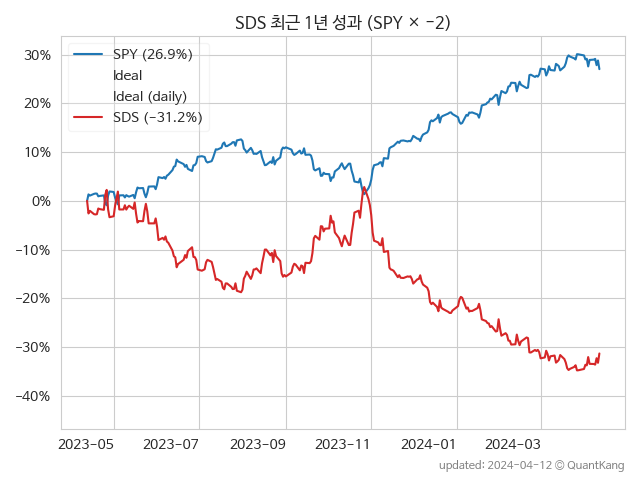 SDS 최근 1년 성과 (SPY × −2)
SPY (26.9%)
Ideal
Ideal (daily)
SDS (−31.2%)
30%
20%
10%
0%
−10%
−20%
−30%
−40%
2023−05
2023−07
2023−09
2023−11
2024−01
2024−03
updated: 2024−04−12 © QuantKang